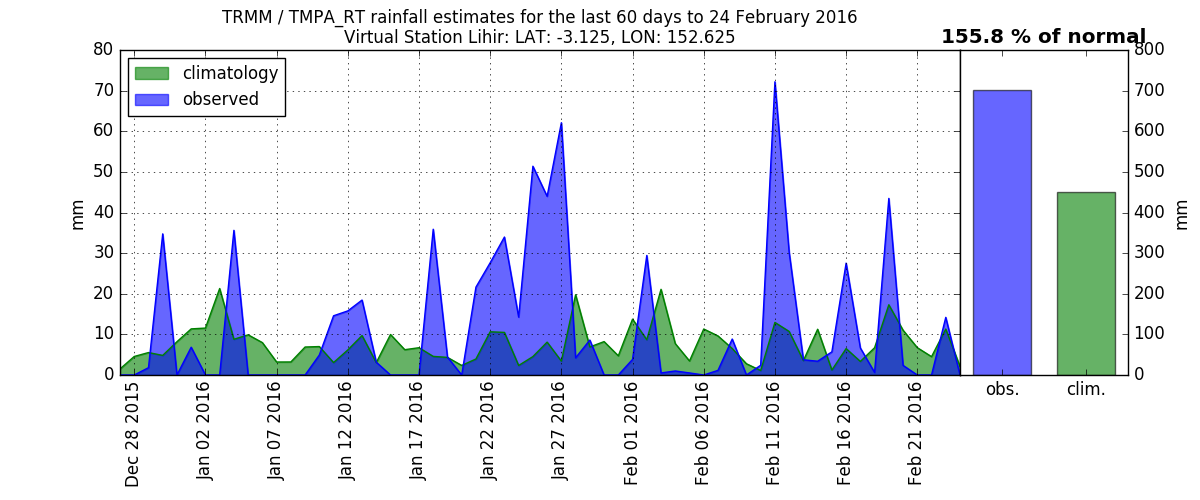 TRMM / TMPA_RT rainfall estimates for the last 60 days to 24 February 2016
Virtual Station Lihir: LAT: -3.125, LON: 152.625
155.8 % of normal
climatology
observed
80
70
60
50
40
30
20
10
0
mm
Dec 28 2015
Jan 02 2016
Jan 07 2016
Jan 12 2016
Jan 17 2016
Jan 22 2016
Jan 27 2016
Feb 01 2016
Feb 06 2016
Feb 11 2016
Feb 16 2016
Feb 21 2016
800
700
600
500
400
300
200
100
0
mm
obs.
clim.